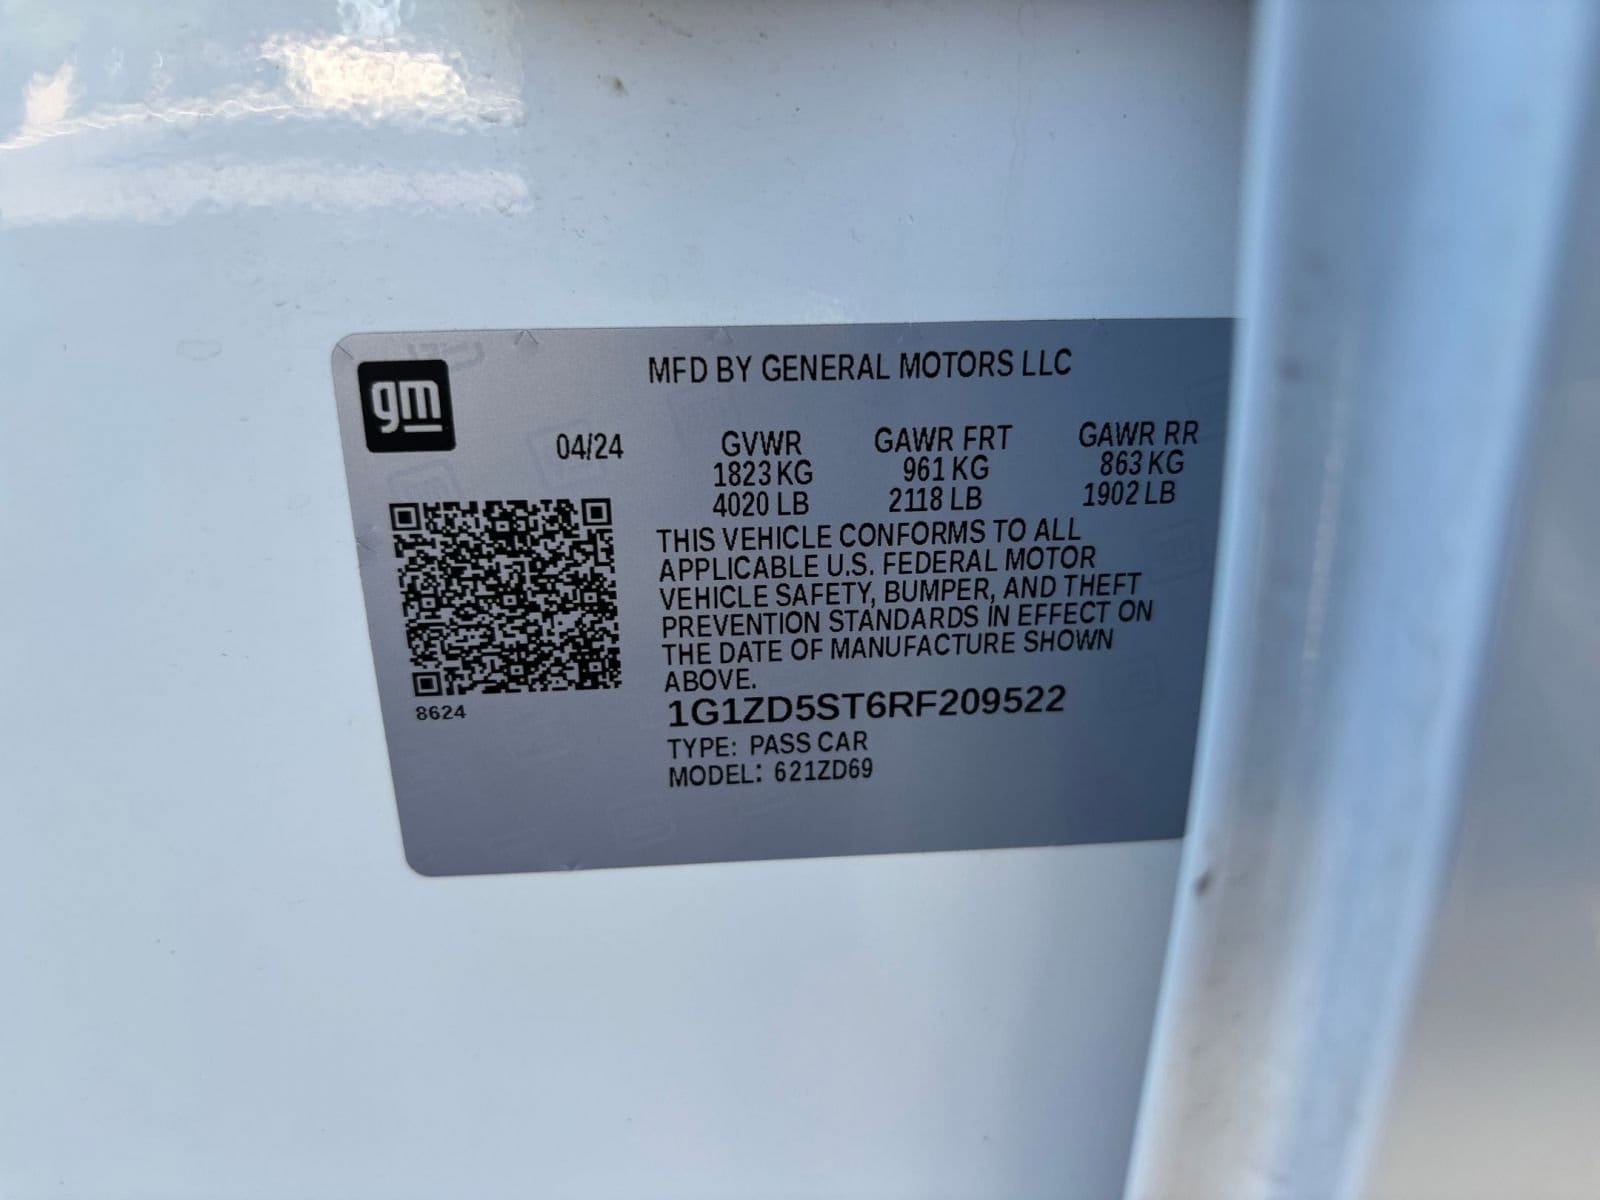 gm
MFD BY GENERAL MOTORS LLC
04/24
GVWR GAWR FRT GAWR RR
1823 KG 961 KG 863 KG
4020 LB 2118 LB 1902 LB
THIS VEHICLE CONFORMS TO ALL
APPLICABLE U.S. FEDERAL MOTOR
VEHICLE SAFETY, BUMPER, AND THEFT
PREVENTION STANDARDS IN EFFECT ON
THE DATE OF MANUFACTURE SHOWN
ABOVE.
8624
1G1ZD5ST6RF209522
TYPE: PASS CAR
MODEL: 621ZD69